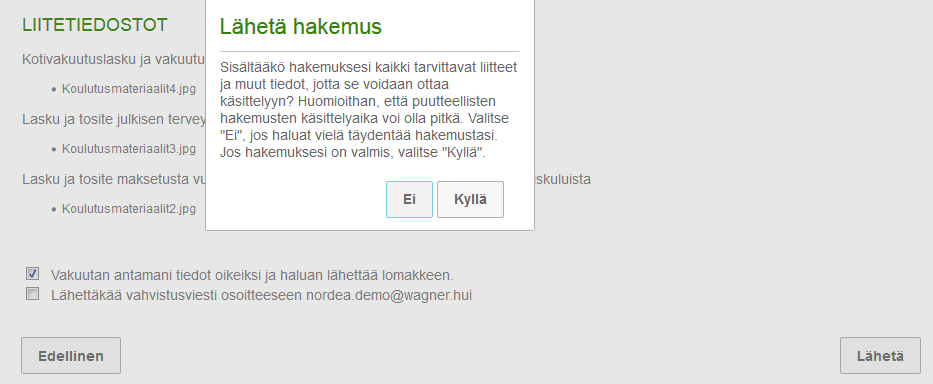 LIITETIEDOSTOT
Kotivakuutuslasku ja vakuutu
Koulutusmateriaalit4.jpg
Lasku ja tosite julkisen tervey
Koulutusmateriaalit3.jpg
Lasku ja tosite maksetusta vu
skuluista
Koulutusmateriaalit2.jpg
Lähetä hakemus
Sisältääkö hakemuksesi kaikki tarvittavat liitteet
ja muut tiedot, jotta se voidaan ottaa
käsittelyyn? Huomioithan, että puutteellisten
hakemusten käsittelyaika voi olla pitkä. Valitse
"Ei", jos haluat vielä täydentää hakemustasi.
Jos hakemuksesi on valmis, valitse "Kyllä".
Ei
Kyllä
Vakuutan antamani tiedot oikeiksi ja haluan lähettää lomakkeen.
Lähettäkää vahvistusviesti osoitteeseen nordea.demo@wagner.hui
Edellinen
Lähetä